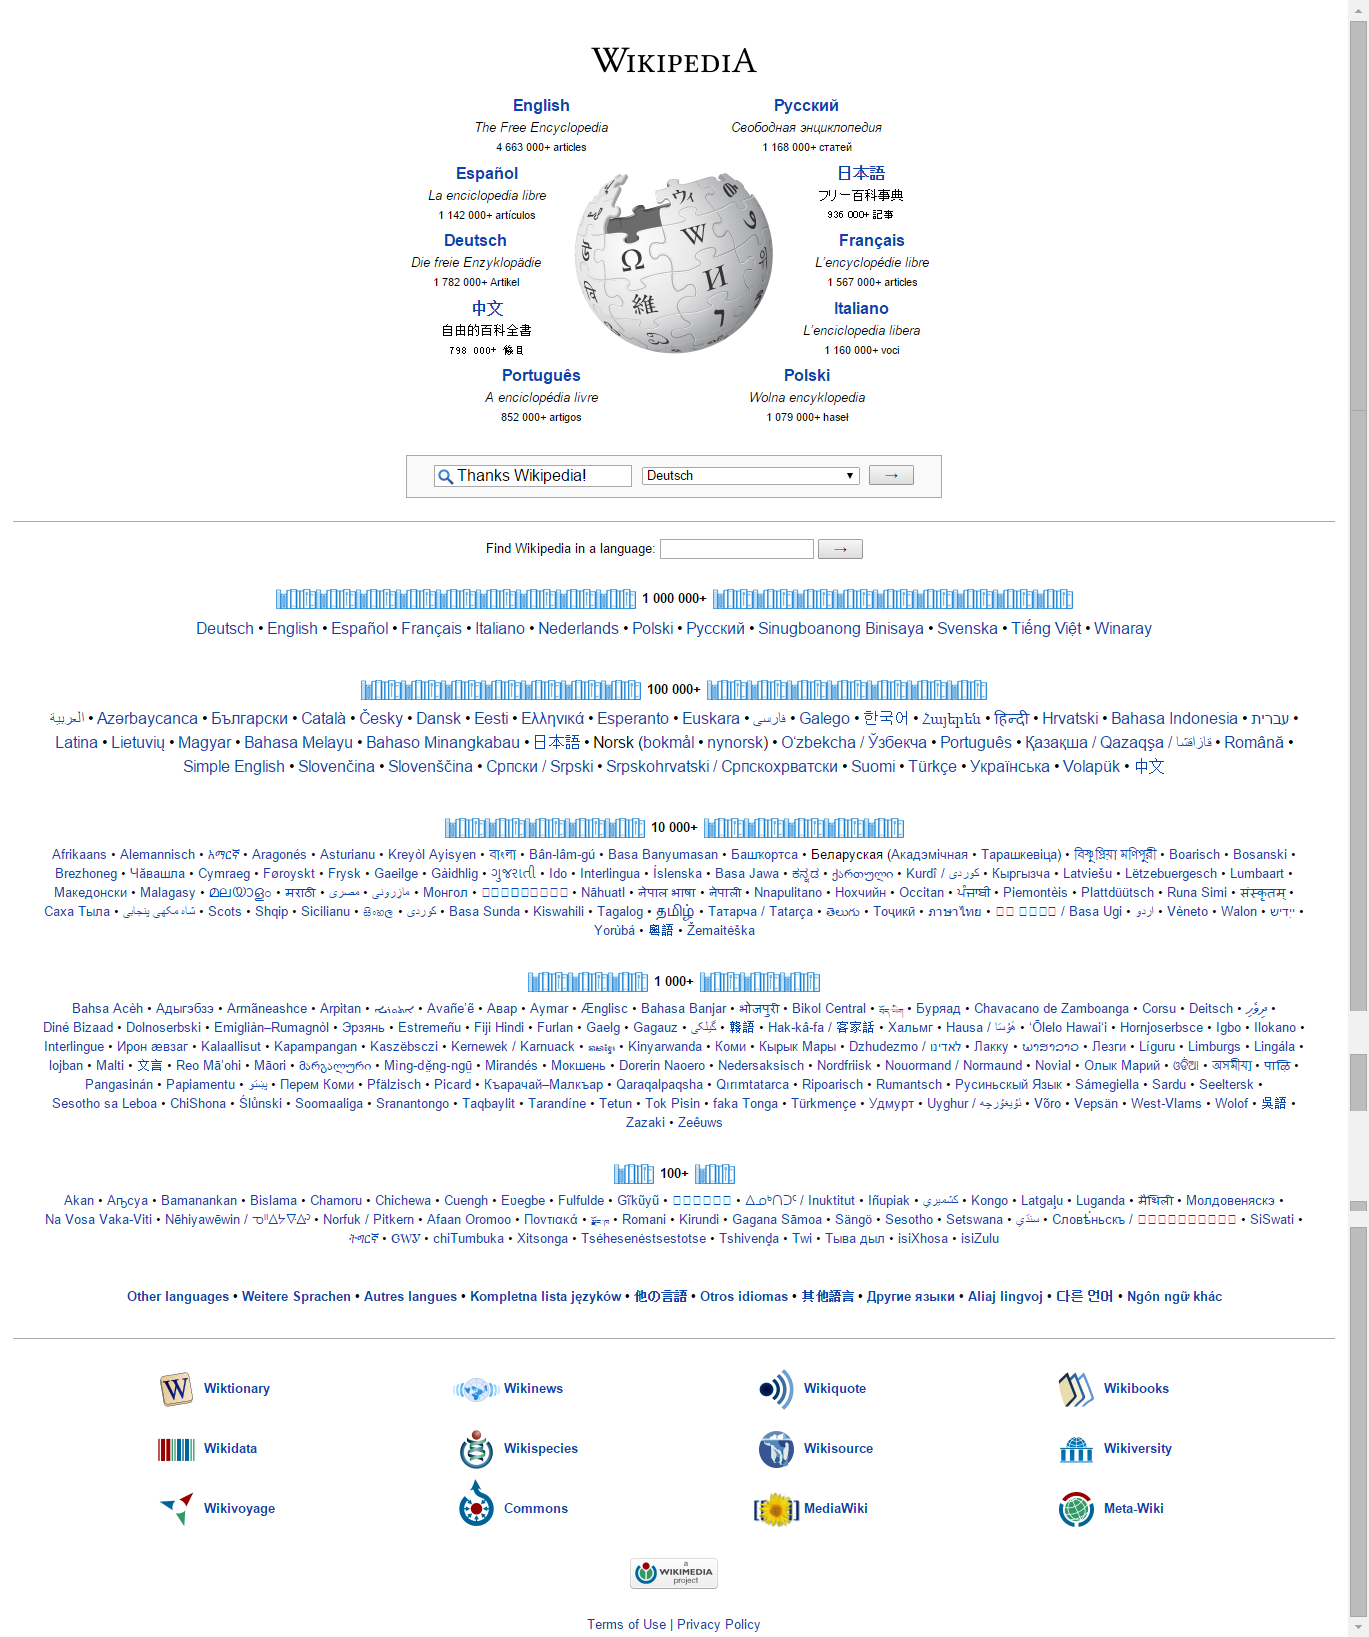 WIKIPEDIA
English
The Free Encyclopedia
4 663 000+ articles
Русский
Свободная энциклопедия
1 168 000+ статей
Español
La enciclopedia libre
1 142 000+ artículos
日本語
フリー百科事典
936 000+ 記事
Deutsch
Die freie Enzyklopädie
1 782 000+ Artikel
Français
L'encyclopédie libre
1 567 000+ articles
中文
自由的百科全書
798 000+ 條目
Italiano
L'enciclopedia libera
1 160 000+ voci
Português
A enciclopédia livre
852 000+ artigos
Polski
Wolna encyklopedia
1 079 000+ haseł
Thanks Wikipedia! Deutsch →
Find Wikipedia in a language: →
1 000 000+
Deutsch • English • Español • Français • Italiano • Nederlands • Polski • Русский • Sinugboanong Binisaya • Svenska • Tiếng Việt • Winaray
100 000+
العربية • Azərbaycanca • Български • Català • Česky • Dansk • Eesti • Ελληνικά • Esperanto • Euskara • فارسی • Galego • 한국어 • Հայերեն • हिन्दी • Hrvatski • Bahasa Indonesia • עברית •
Latina • Lietuvių • Magyar • Bahasa Melayu • Bahaso Minangkabau • 日本語 • Norsk (bokmål • nynorsk) • O‘zbekcha / Ўзбекча • Português • Қазақша / Qazaqşa / قازاقشا • Română •
Simple English • Slovenčina • Slovenščina • Српски / Srpski • Srpskohrvatski / Српскохрватски • Suomi • Türkçe • Українська • Volapük • 中文
10 000+
Afrikaans • Alemannisch • አማርኛ • Aragonés • Asturianu • Kreyòl Ayisyen • বাংলা • Bân-lâm-gú • Basa Banyumasan • Башҡортса • Беларуская (Акадэмічная • Тарашкевіца) • বিষ্ণুপ্রিয়া মণিপুরী • Boarisch • Bosanski •
Brezhoneg • Чӑвашла • Cymraeg • Føroyskt • Frysk • Gaeilge • Gàidhlig • ગુજરાતી • Ido • Interlingua • Íslenska • Basa Jawa • ಕನ್ನಡ • ქართული • Kurdî / كوردی • Кыргызча • Latviešu • Lëtzebuergesch • Lumbaart •
Македонски • Malagasy • മലയാളം • मराठी • مازِرونی • مصرى • Монгол • • Nāhuatl • नेपाल भाषा • नेपाली • Nnapulitano • Нохчийн • Occitan • ਪੰਜਾਬੀ • Piemontèis • Plattdüütsch • Runa Simi • संस्कृतम् •
Саха Тыла • شاہ مکھی پنجابی • Scots • Shqip • Sicilianu • සිංහල • کوردی • Basa Sunda • Kiswahili • Tagalog • தமிழ் • Татарча / Tatarça • తెలుగు • Тоҷикӣ • ภาษาไทย • / Basa Ugi • اردو • Vèneto • Walon • ייִדיש •
Yorùbá • 粵語 • Žemaitėška
1 000+
Bahsa Acèh • Адыгэбзэ • Armãneashce • Arpitan • ܐܬܘܪܝܐ • Avañe’ẽ • Авар • Aymar • Ænglisc • Bahasa Banjar • भोजपुरी • Bikol Central • • Буряад • Chavacano de Zamboanga • Corsu • Deitsch • ދިވެހި •
Diné Bizaad • Dolnoserbski • Emigliàn–Rumagnòl • Эрзянь • Estremeñu • Fiji Hindi • Furlan • Gaelg • Gagauz • گیلکی • 贛語 • Hak-kâ-fa / 客家話 • Хальмг • Hausa / هَوُسَا • ‘Ōlelo Hawai‘i • Hornjoserbsce • Igbo • Ilokano •
Interlingue • Ирон æвзаг • Kalaallisut • Kapampangan • Kaszëbsczi • Kernewek / Karnuack • ភាសាខ្មែរ • Kinyarwanda • Коми • Кырык Мары • Dzhudezmo / לאדינו • Лакку • ພາສາລາວ • Лезги • Líguru • Limburgs • Lingála •
lojban • Malti • 文言 • Reo Mā’ohi • Māori • მარგალური • Mìng-dĕ̤ng-ngṳ̄ • Mirandés • Мокшень • Dorerin Naoero • Nedersaksisch • Nordfriisk • Nouormand / Normaund • Novial • Олык Марий • ଓଡି଼ଆ • অসমীযা় • पाऴि •
Pangasinán • Papiamentu • پښتو • Перем Коми • Pfälzisch • Picard • Къарачай–Малкъар • Qaraqalpaqsha • Qırımtatarca • Ripoarisch • Rumantsch • Русиньскый Язык • Sámegiella • Sardu • Seeltersk •
Sesotho sa Leboa • ChiShona • Ślůnski • Soomaaliga • Sranantongo • Taqbaylit • Tarandíne • Tetun • Tok Pisin • faka Tonga • Türkmençe • Удмурт • Uyghur / ئۇيغۇرچه • Võro • Vepsän • West-Vlams • Wolof • 吳語 •
Zazaki • Zeêuws
100+
Akan • Аҧсуа • Bamanankan • Bislama • Chamoru • Chichewa • Cuengh • Eʋegbe • Fulfulde • Gĩkũyũ • • ᐃᓄᒃᑎᑐᑦ / Inuktitut • Iñupiak • كشميري • Kongo • Latgaļu • Luganda • मैथिली • Молдовеняскэ •
Na Vosa Vaka-Viti • Nēhiyawēwin / ᓀᐦᐃᔭᐍᐏᐣ • Norfuk / Pitkern • Afaan Oromoo • Ποντιακά • • Romani • Kirundi • Gagana Sāmoa • Sängö • Sesotho • Setswana • سنڌي • Словѣ́ньскъ / • SiSwati •
ትግርኛ • ᏣᎳᎩ • chiTumbuka • Xitsonga • Tsėhesenėstsestotse • Tshivenḓa • Twi • Тыва дыл • isiXhosa • isiZulu
Other languages • Weitere Sprachen • Autres langues • Kompletna lista języków • 他の言語 • Otros idiomas • 其他語言 • Другие языки • Aliaj lingvoj • 다른 언어 • Ngôn ngữ khác
Wiktionary Wikinews Wikiquote Wikibooks
Wikidata Wikispecies Wikisource Wikiversity
Wikivoyage Commons MediaWiki Meta-Wiki
a
WIKIMEDIA
project
Terms of Use | Privacy Policy